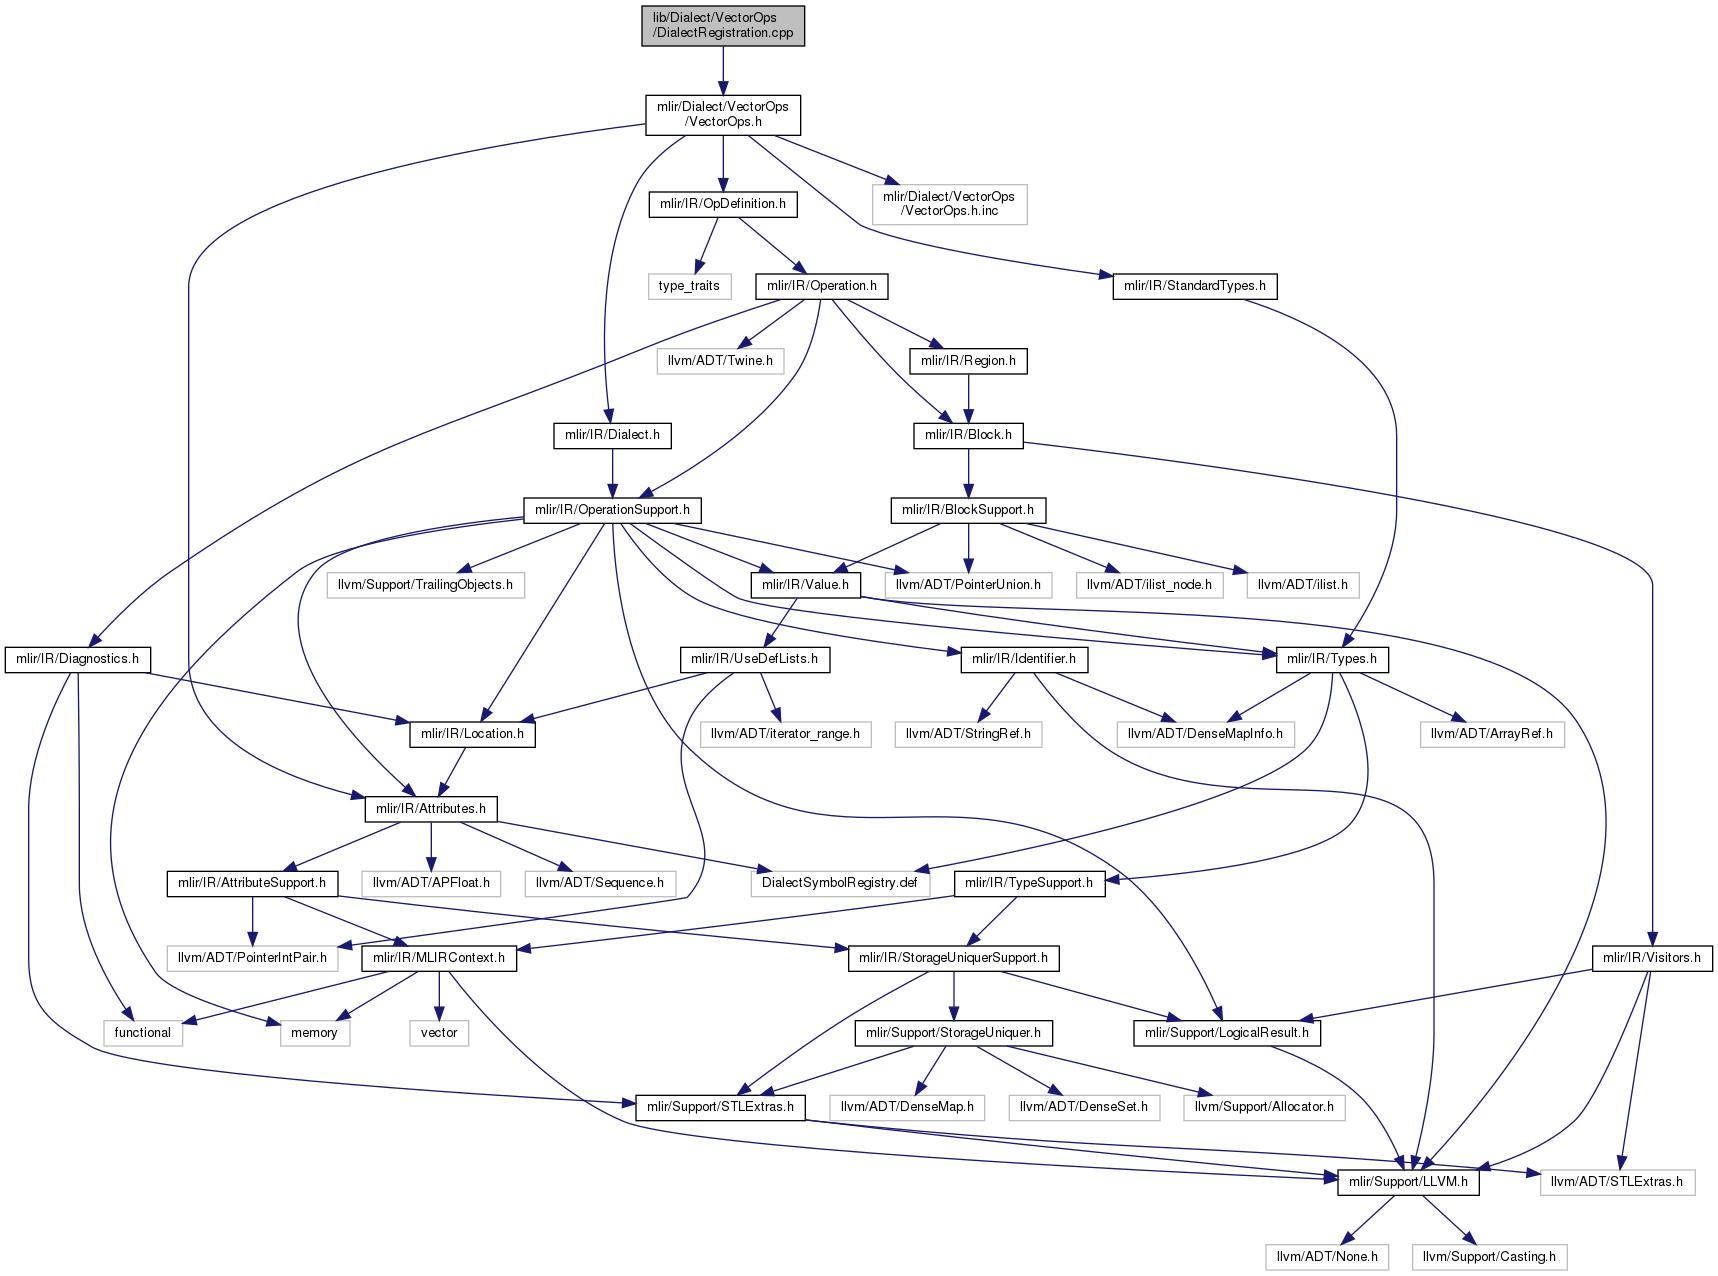 lib/Dialect/VectorOps
/DialectRegistration.cpp
mlir/Dialect/VectorOps
/VectorOps.h
mlir/IR/OpDefinition.h
mlir/Dialect/VectorOps
/VectorOps.h.inc
type_traits
mlir/IR/Operation.h
mlir/IR/StandardTypes.h
llvm/ADT/Twine.h
mlir/IR/Region.h
mlir/IR/Dialect.h
mlir/IR/Block.h
mlir/IR/OperationSupport.h
mlir/IR/BlockSupport.h
llvm/Support/TrailingObjects.h
mlir/IR/Value.h
llvm/ADT/PointerUnion.h
llvm/ADT/ilist_node.h
llvm/ADT/ilist.h
mlir/IR/Diagnostics.h
mlir/IR/UseDefLists.h
mlir/IR/Identifier.h
mlir/IR/Types.h
mlir/IR/Location.h
llvm/ADT/iterator_range.h
llvm/ADT/StringRef.h
llvm/ADT/DenseMapInfo.h
llvm/ADT/ArrayRef.h
mlir/IR/Attributes.h
mlir/IR/AttributeSupport.h
llvm/ADT/APFloat.h
llvm/ADT/Sequence.h
DialectSymbolRegistry.def
mlir/IR/TypeSupport.h
llvm/ADT/PointerIntPair.h
mlir/IR/MLIRContext.h
mlir/IR/StorageUniquerSupport.h
mlir/IR/Visitors.h
functional
memory
vector
mlir/Support/StorageUniquer.h
mlir/Support/LogicalResult.h
mlir/Support/STLExtras.h
llvm/ADT/DenseMap.h
llvm/ADT/DenseSet.h
llvm/Support/Allocator.h
mlir/Support/LLVM.h
llvm/ADT/STLExtras.h
llvm/ADT/None.h
llvm/Support/Casting.h